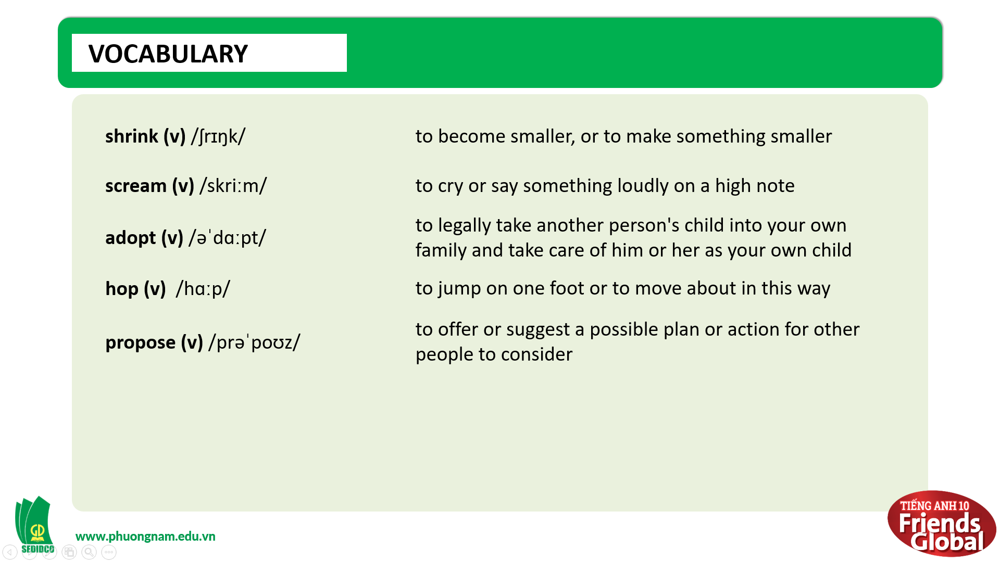 VOCABULARY
shrink (v) /ʃrɪŋk/
to become smaller, or to make something smaller
scream (v) /skriːm/
to cry or say something loudly on a high note
adopt (v) /əˈdɑːpt/
to legally take another person's child into your own
family and take care of him or her as your own child
hop (v)  /hɑːp/
to jump on one foot or to move about in this way
propose (v) /prəˈpoʊz/
to offer or suggest a possible plan or action for other
people to consider
GD
SEDIDCO
www.phuongnam.edu.vn
TIẾNG ANH 10
Friends
Global